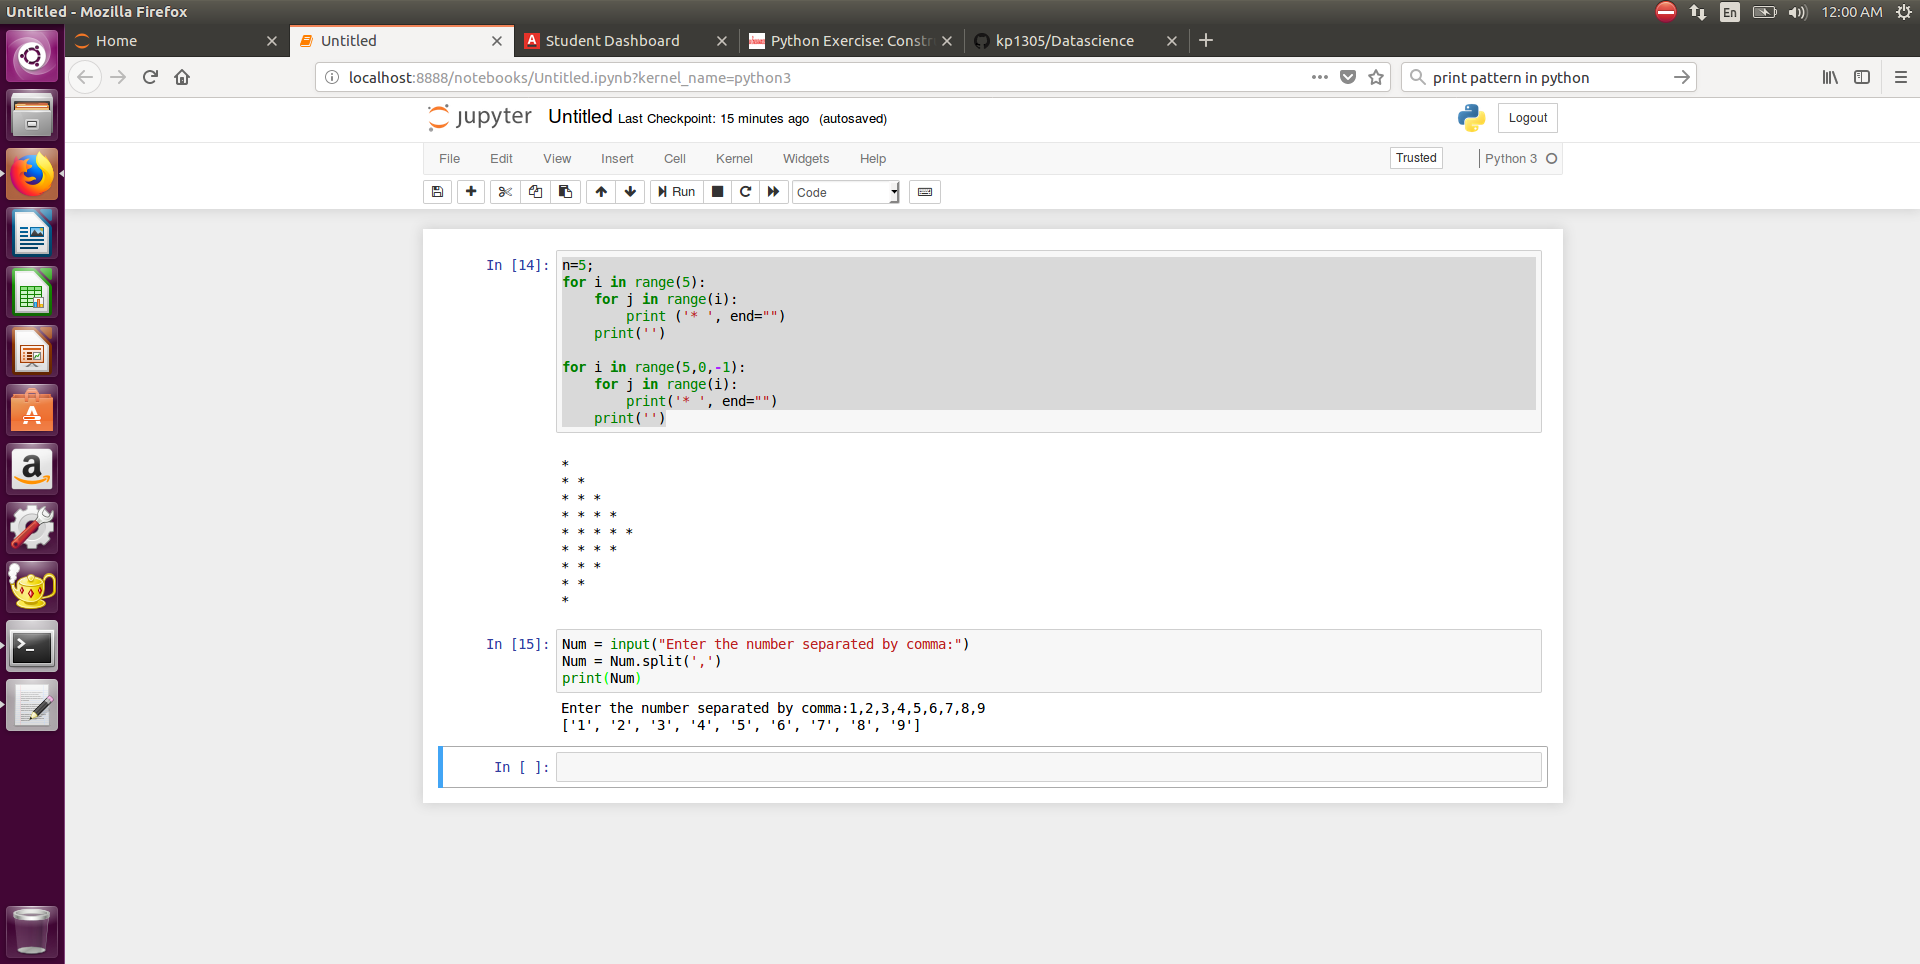 Untitled - Mozilla Firefox
En
12:00 AM
Home
Untitled
Student Dashboard
Python Exercise: Constr
kp1305/Datascience
localhost:8888/notebooks/Untitled.ipynb?kernel_name=python3
print pattern in python
jupyter Untitled Last Checkpoint: 15 minutes ago (autosaved)
Logout
File Edit View Insert Cell Kernel Widgets Help
Trusted
Python 3
Run
Code
In [14]:
n=5;
for i in range(5):
    for j in range(i):
        print ('* ', end="")
    print('')
for i in range(5,0,-1):
    for j in range(i):
        print('* ', end="")
    print('')
*
* *
* * *
* * * *
* * * * *
* * * *
* * *
* *
*
In [15]:
Num = input("Enter the number separated by comma:")
Num = Num.split(',')
print(Num)
Enter the number separated by comma:1,2,3,4,5,6,7,8,9
['1', '2', '3', '4', '5', '6', '7', '8', '9']
In [ ]: